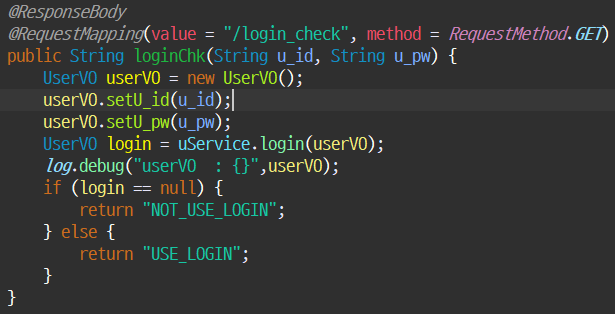 @ResponseBody
@RequestMapping(value = "/login_check", method = RequestMethod.GET)
public String loginChk(String u_id, String u_pw) {
    UserVO userVO = new UserVO();
    userVO.setU_id(u_id);
    userVO.setU_pw(u_pw);
    UserVO login = uService.login(userVO);
    log.debug("userVO  : {}",userVO);
    if (login == null) {
        return "NOT_USE_LOGIN";
    } else {
        return "USE_LOGIN";
    }
}